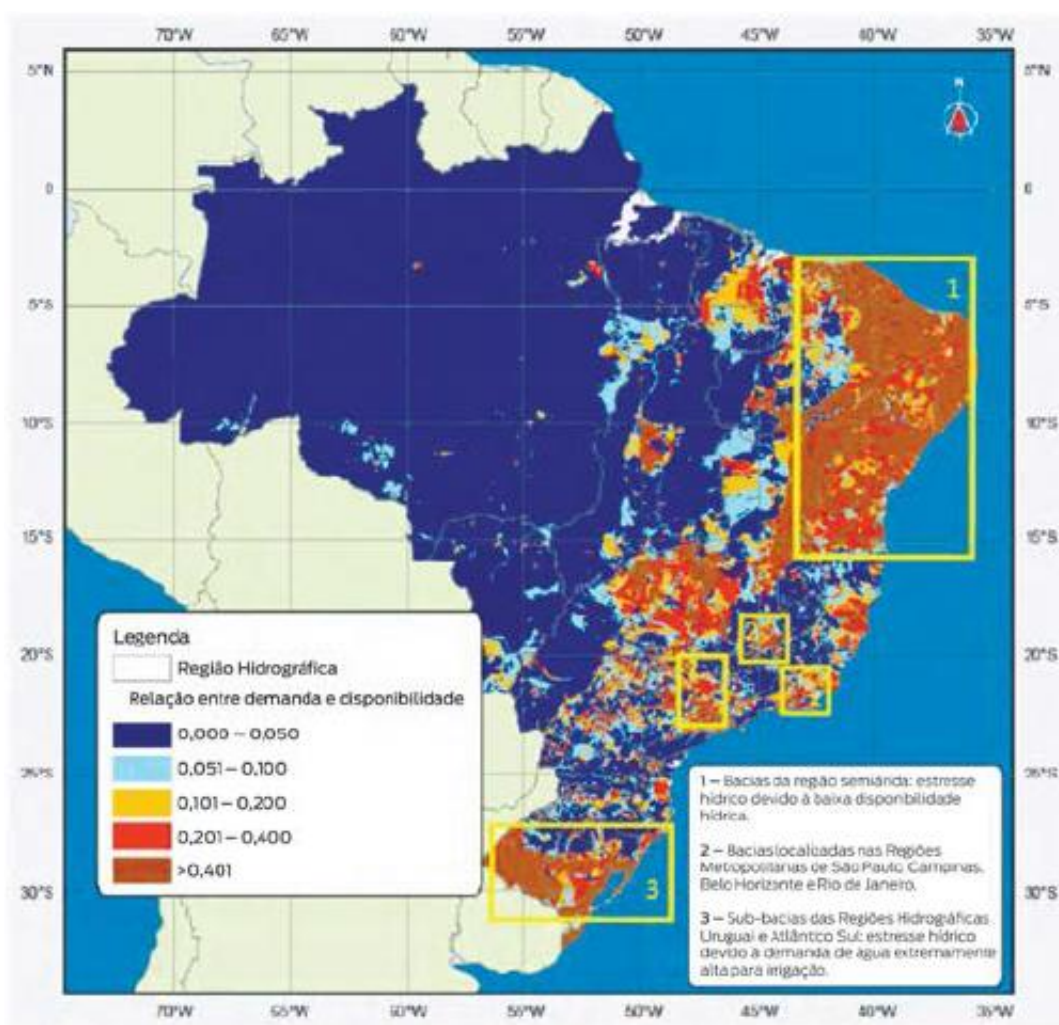 70°W 65°W 60°W 55°W 50°W 45°W 40°W 35°W
5°N 5°N
N
0 0
1
5°S 5°S
10°S 10°S
15°S 15°S
20°S 20°S
25°S 25°S
3
30°S 30°S
Legenda
Região Hidrográfica
Relação entre demanda e disponibilidade
0,000 – 0,050
0,051 – 0,100
0,101 – 0,200
0,201 – 0,400
>0,401
1 – Bacias da região semiárida: estresse
hídrico devido à baixa disponibilidade
hídrica.
2 – Bacias localizadas nas Regiões
Metropolitanas de São Paulo Campinas,
Belo Horizonte e Rio de Janeiro.
3 – Sub-bacias das Regiões Hidrográficas
Uruguai e Atlântico Sul: estresse hídrico
devido à demanda de água extremamente
alta para irrigação.
70°W 65°W 60°W 55°W 50°W 45°W 40°W 35°W